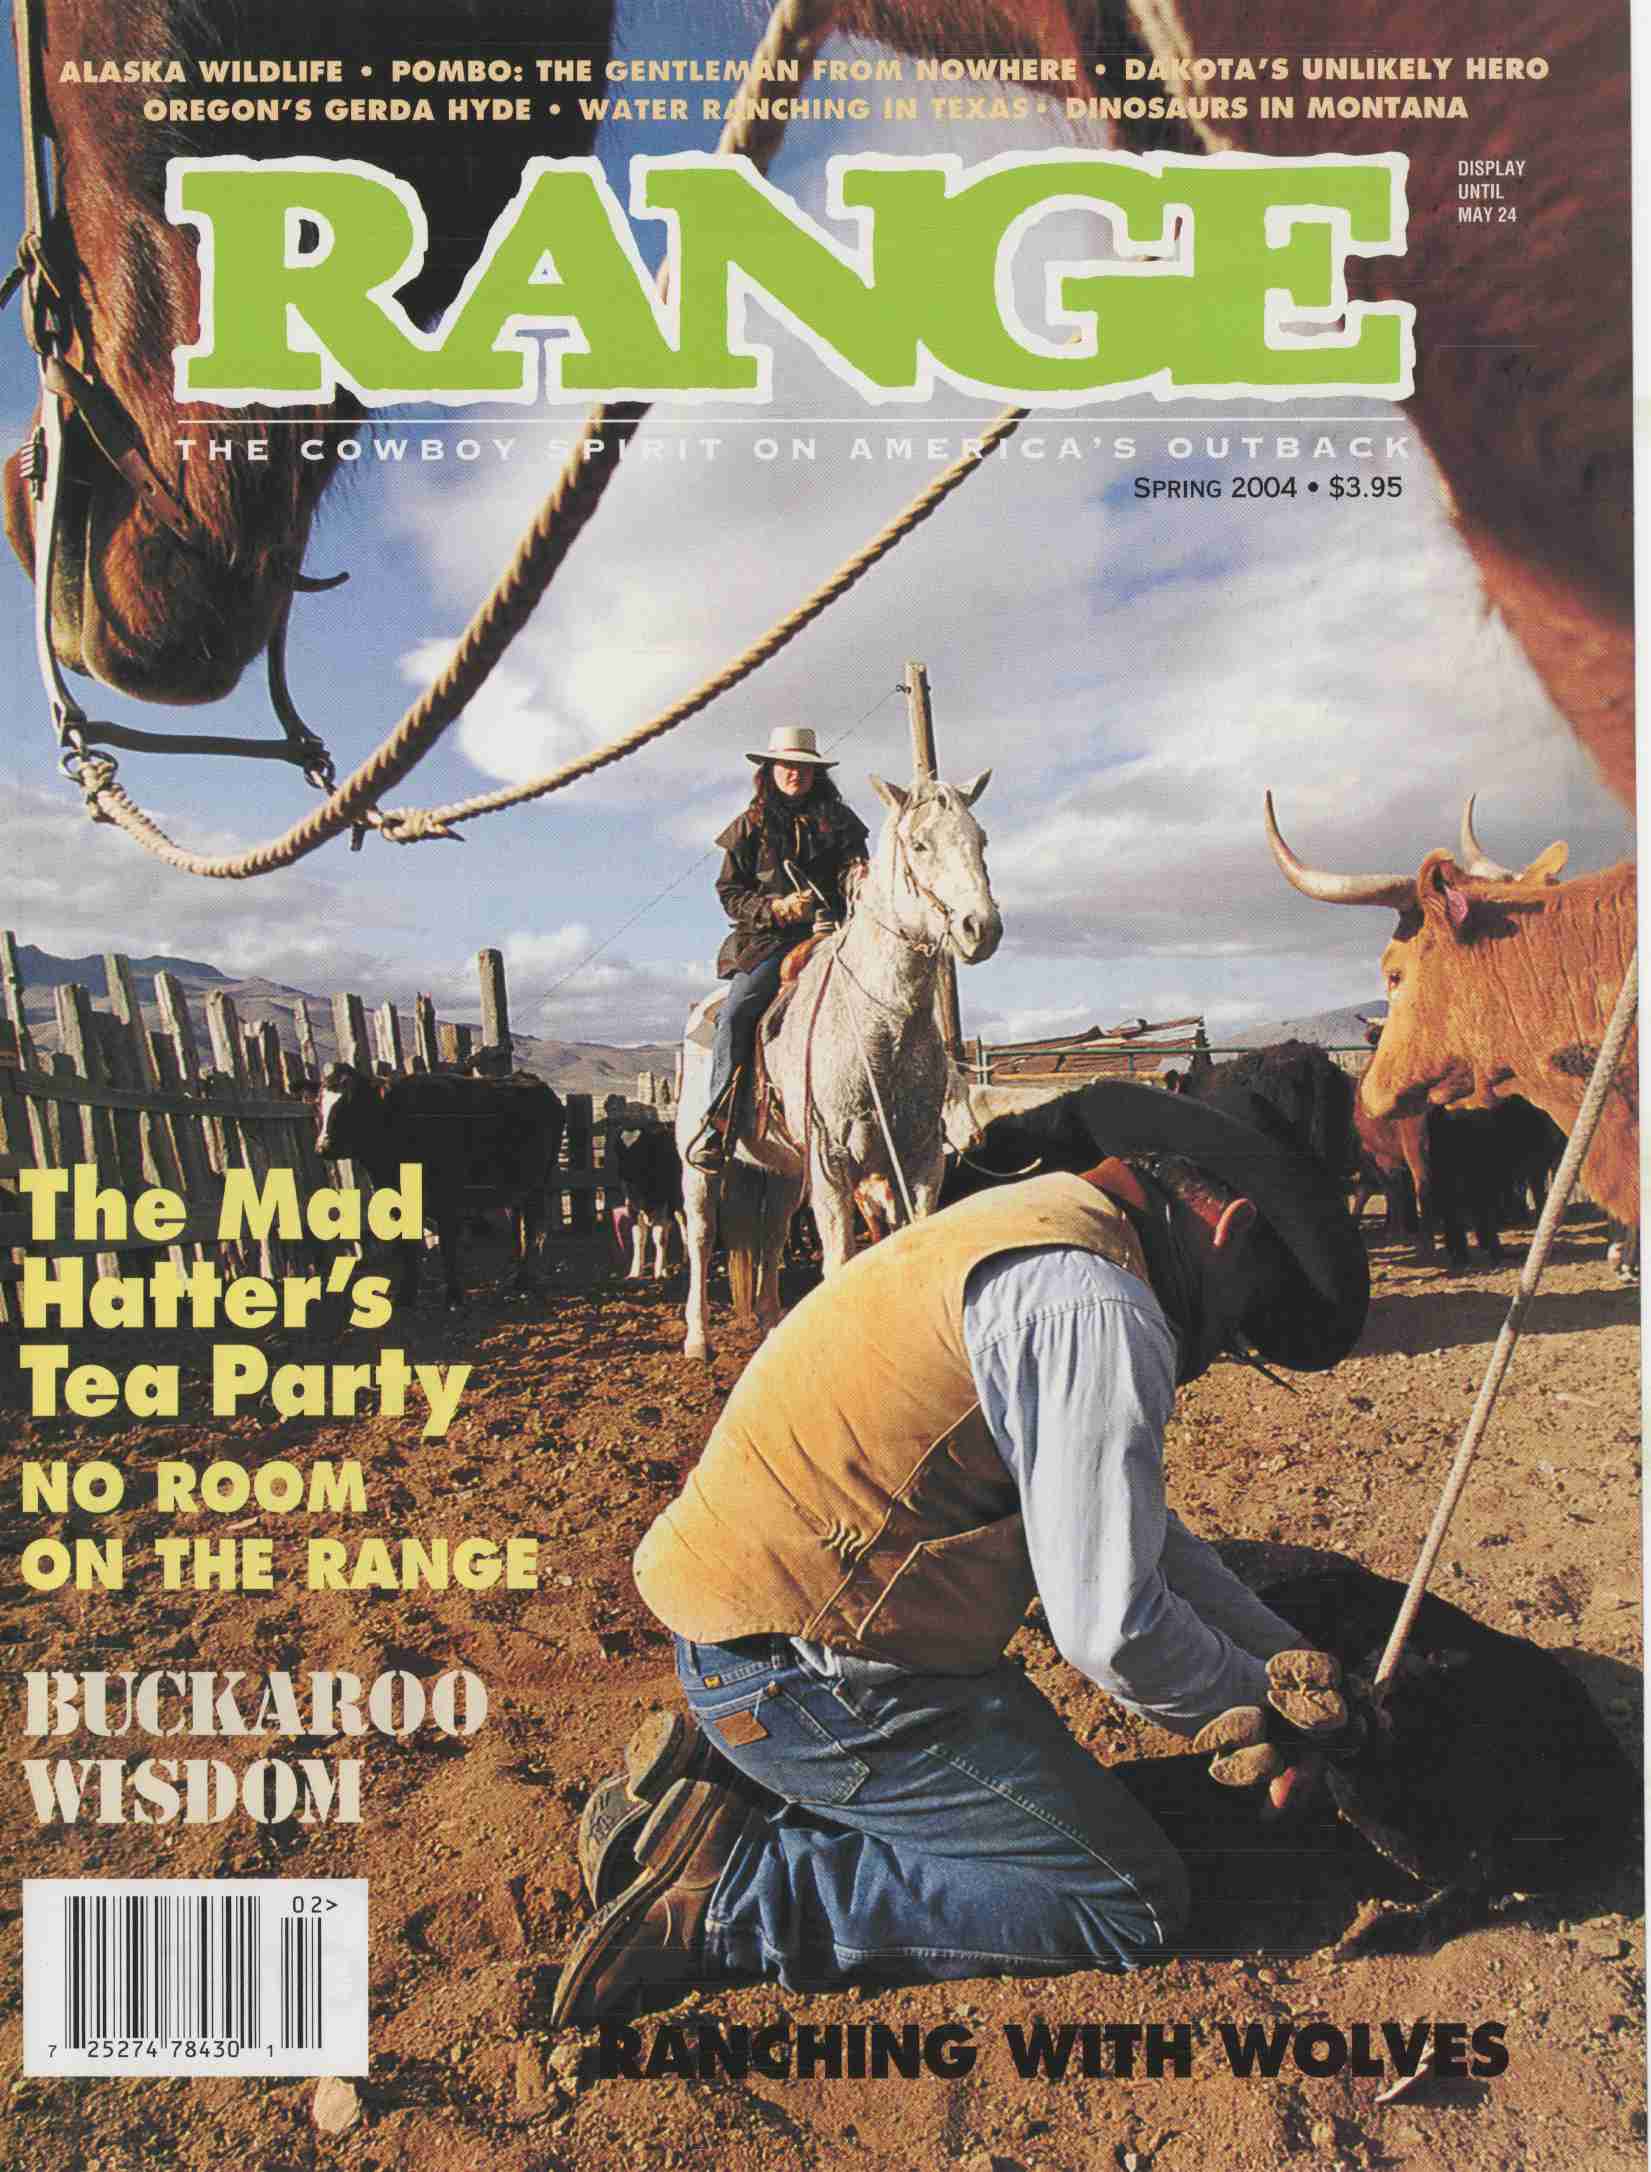 ALASKA WILDLIFE • POMBO: THE GENTLEMAN FROM NOWHERE • DAKOTA'S UNLIKELY HERO
OREGON'S GERDA HYDE • WATER RANCHING IN TEXAS • DINOSAURS IN MONTANA
RANGE
DISPLAY
UNTIL
MAY 24
THE COWBOY SPIRIT ON AMERICA'S OUTBACK
SPRING 2004 • $3.95
The Mad
Hatter's
Tea Party
NO ROOM
ON THE RANGE
BUCKAROO
WISDOM
02>
7 25274 78430 1
RANCHING WITH WOLVES